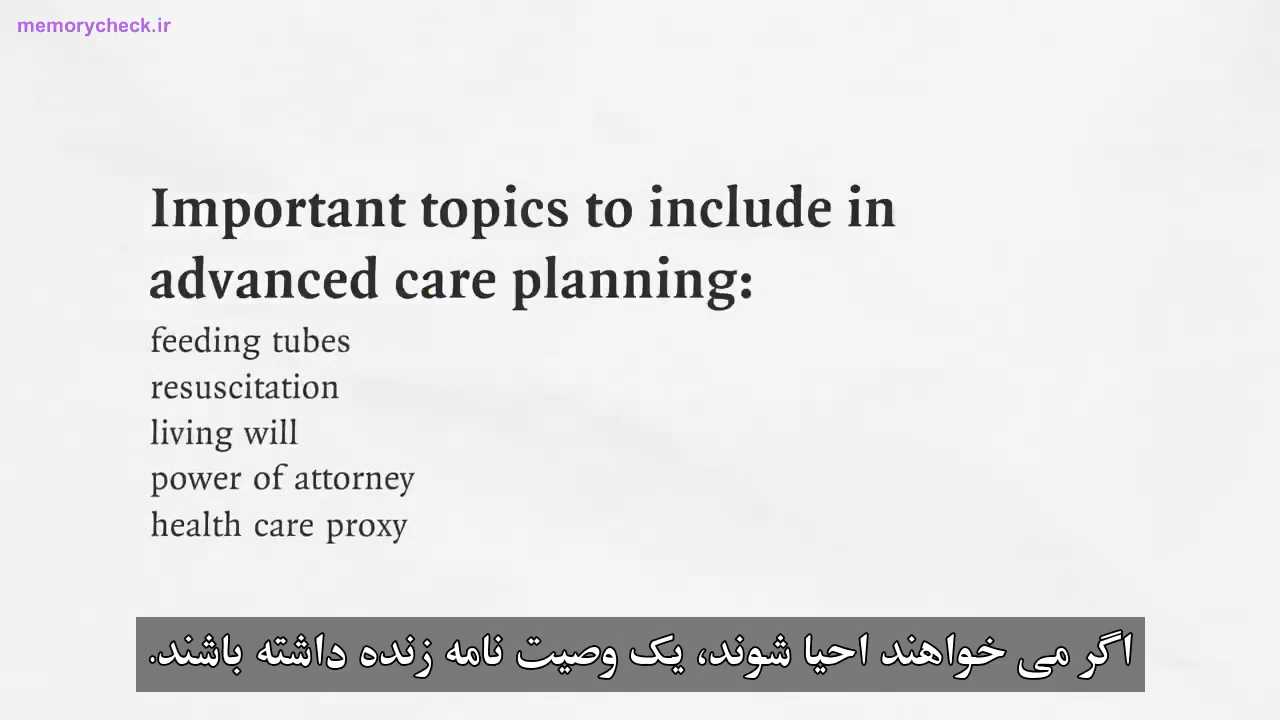 memorycheck.ir
Important topics to include in
advanced care planning:
feeding tubes
resuscitation
living will
power of attorney
health care proxy
اگر می خواهند احیا شوند، یک وصیت نامه زنده داشته باشند.